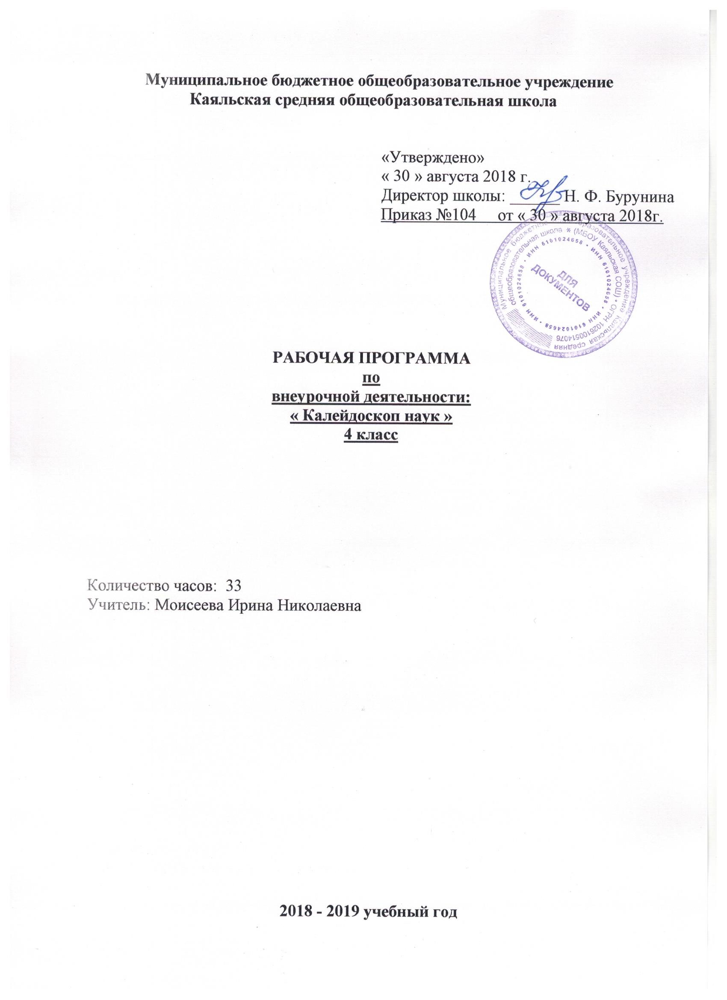 Муниципальное бюджетное общеобразовательное учреждение
Каяльская средняя общеобразовательная школа
«Утверждено»
« 30 » августа 2018 г.
Директор школы: ______ Н. Ф. Бурунина
Приказ №104 от « 30 » августа 2018г.
Муниципальное бюджетное общеобразовательное учреждение Каяльская средняя
общеобразовательная школа * (МБОУ Каяльская СОШ) • ОГРН 1026100514076
ИНН 6101024658 • ИНН 6101024658 • ИНН 6101024658 • ИНН 6101024658 •
ДЛЯ
ДОКУМЕНТОВ
РАБОЧАЯ ПРОГРАММА
по
внеурочной деятельности:
« Калейдоскоп наук »
4 класс
Количество часов: 33
Учитель: Моисеева Ирина Николаевна
2018 - 2019 учебный год